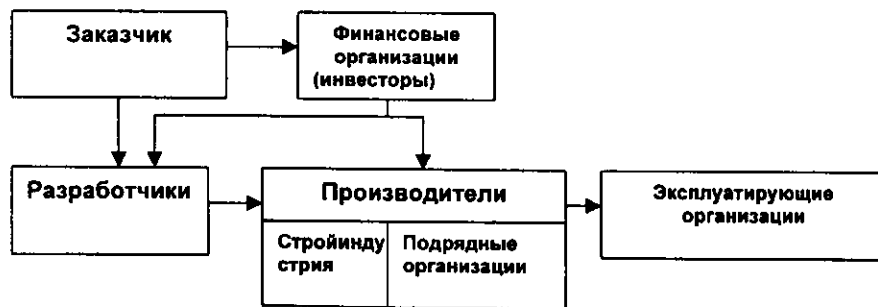 Заказчик
Финансовые
организации
(инвесторы)
Разработчики
Производители
Стройинду
стрия
Подрядные
организации
Эксплуатирующие
организации